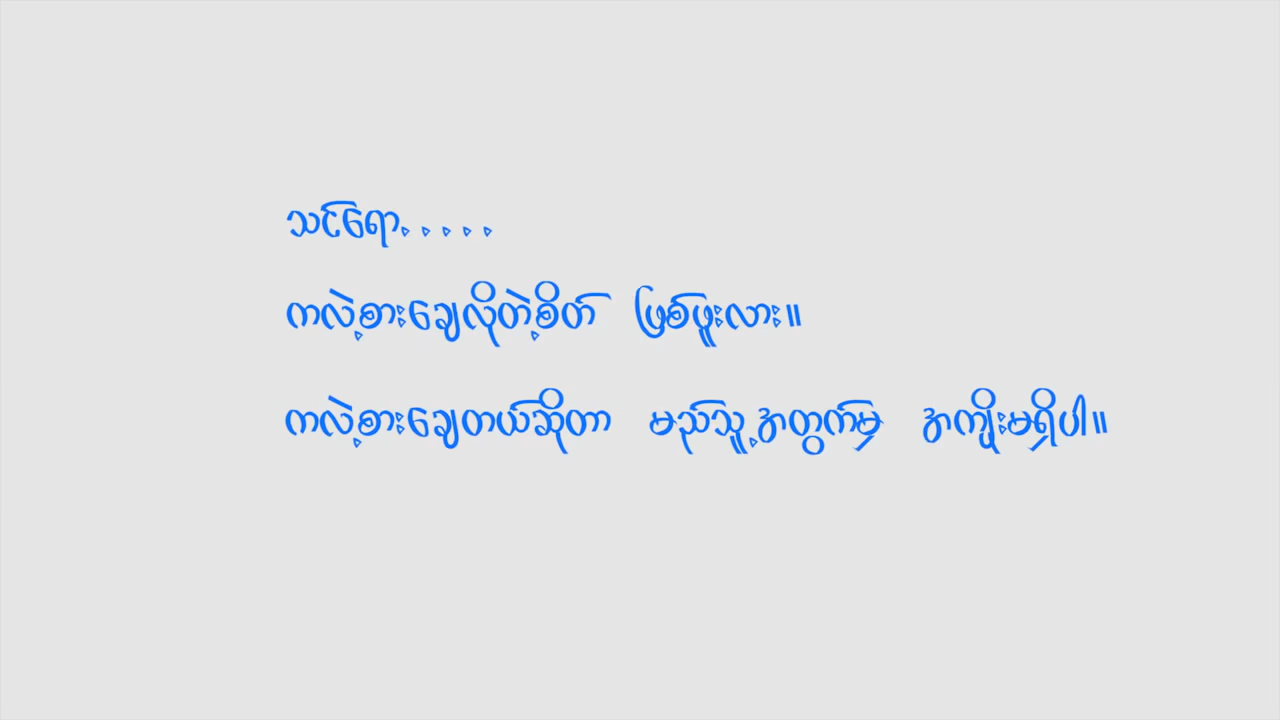 သင်ရော.....
ကလဲ့စားချေလိုတဲ့စိတ် ဖြစ်ဖူးလား။
ကလဲ့စားချေတယ်ဆိုတာ မည်သူ့အတွက်မှ အကျိုးမရှိပါ။